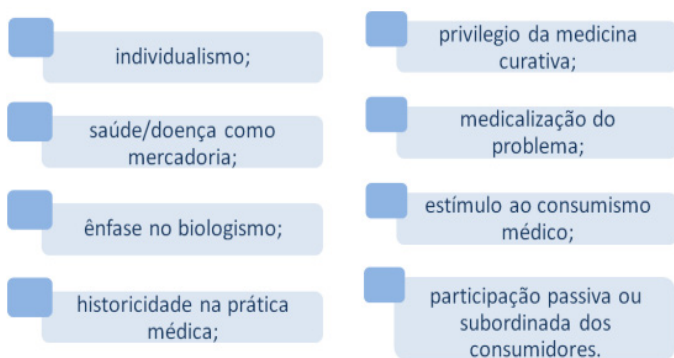 individualismo;
saúde/doença como
mercadoria;
ênfase no biologismo;
historicidade na prática
médica;
privilegio da medicina
curativa;
medicalização do
problema;
estímulo ao consumismo
médico;
participação passiva ou
subordinada dos
consumidores.